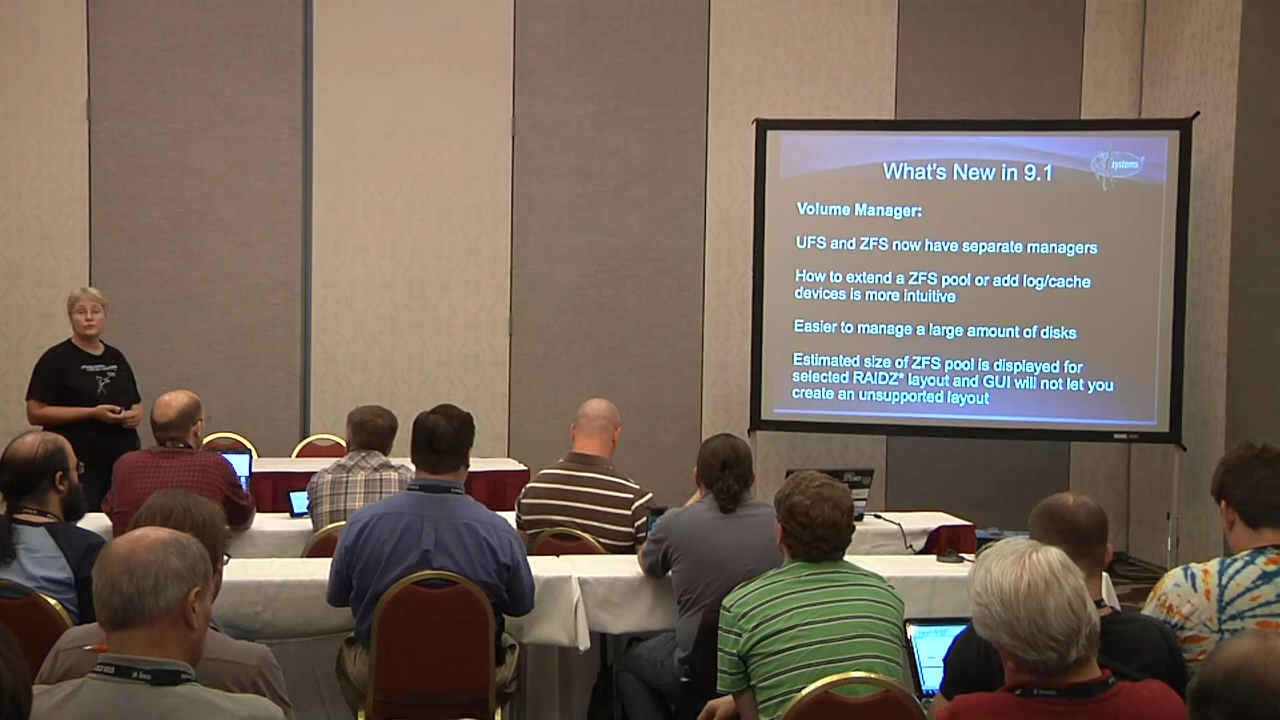 systems
What's New in 9.1
Volume Manager:
UFS and ZFS now have separate managers
How to extend a ZFS pool or add log/cache
devices is more intuitive
Easier to manage a large amount of disks
Estimated size of ZFS pool is displayed for
selected RAIDZ* layout and GUI will not let you
create an unsupported layout